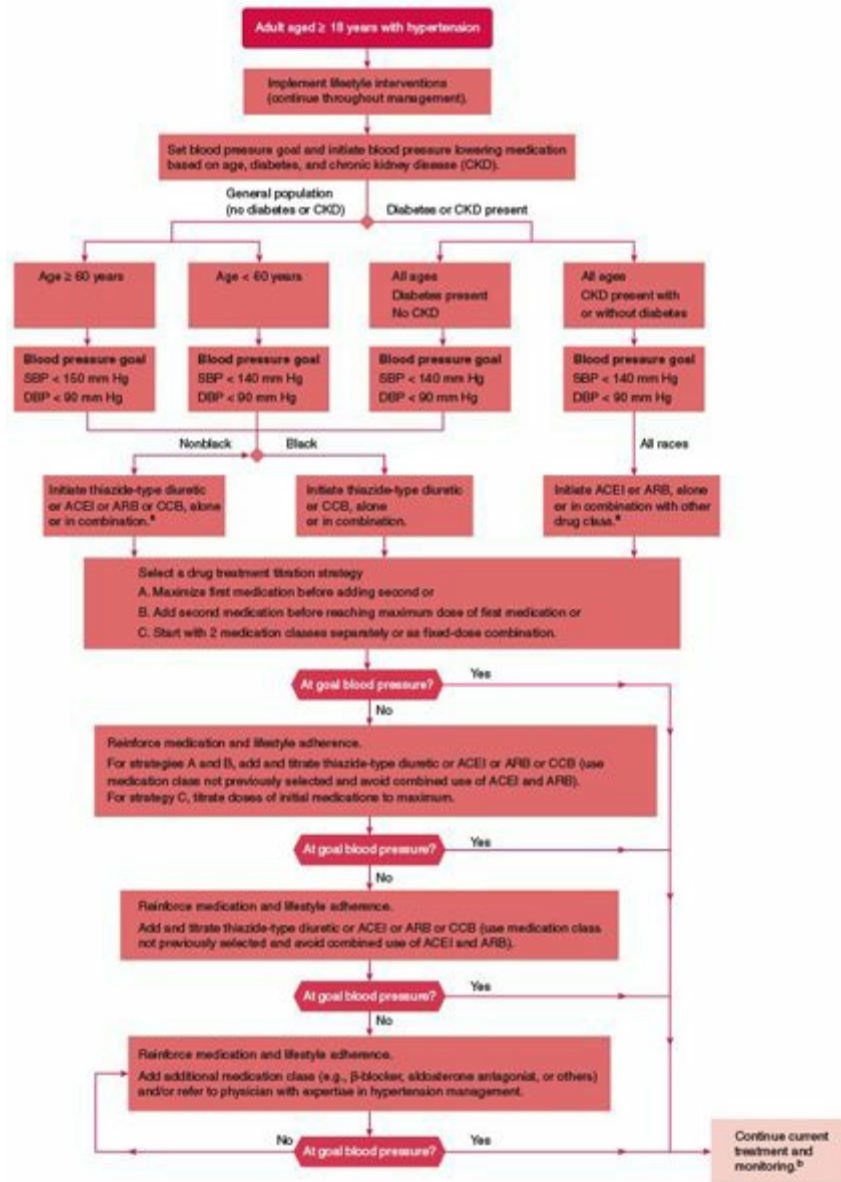 Adult aged ≥ 18 years with hypertension
Implement lifestyle interventions
(continue throughout management).
Set blood pressure goal and initiate blood pressure lowering medication
based on age, diabetes, and chronic kidney disease (CKD).
General population
(no diabetes or CKD)
Diabetes or CKD present
Age ≥ 60 years
Age < 60 years
All ages
Diabetes present
No CKD
All ages
CKD present with
or without diabetes
Blood pressure goal
SBP < 150 mm Hg
DBP < 90 mm Hg
Blood pressure goal
SBP < 140 mm Hg
DBP < 90 mm Hg
Blood pressure goal
SBP < 140 mm Hg
DBP < 90 mm Hg
Blood pressure goal
SBP < 140 mm Hg
DBP < 90 mm Hg
Nonblack
Black
All races
Initiate thiazide-type diuretic
or ACEI or ARB or CCB, alone
or in combination.ᵃ
Initiate thiazide-type diuretic
or CCB, alone
or in combination.
Initiate ACEI or ARB, alone
or in combination with other
drug class.ᵃ
Select a drug treatment titration strategy
A. Maximize first medication before adding second or
B. Add second medication before reaching maximum dose of first medication or
C. Start with 2 medication classes separately or as fixed-dose combination.
At goal blood pressure?
Yes
No
Reinforce medication and lifestyle adherence.
For strategies A and B, add and titrate thiazide-type diuretic or ACEI or ARB or CCB (use
medication class not previously selected and avoid combined use of ACEI and ARB).
For strategy C, titrate doses of initial medications to maximum.
At goal blood pressure?
Yes
No
Reinforce medication and lifestyle adherence.
Add and titrate thiazide-type diuretic or ACEI or ARB or CCB (use medication class
not previously selected and avoid combined use of ACEI and ARB).
At goal blood pressure?
Yes
No
Reinforce medication and lifestyle adherence.
Add additional medication class (e.g., β-blocker, aldosterone antagonist, or others)
and/or refer to physician with expertise in hypertension management.
No
At goal blood pressure?
Yes
Continue current
treatment and
monitoring.ᵇ